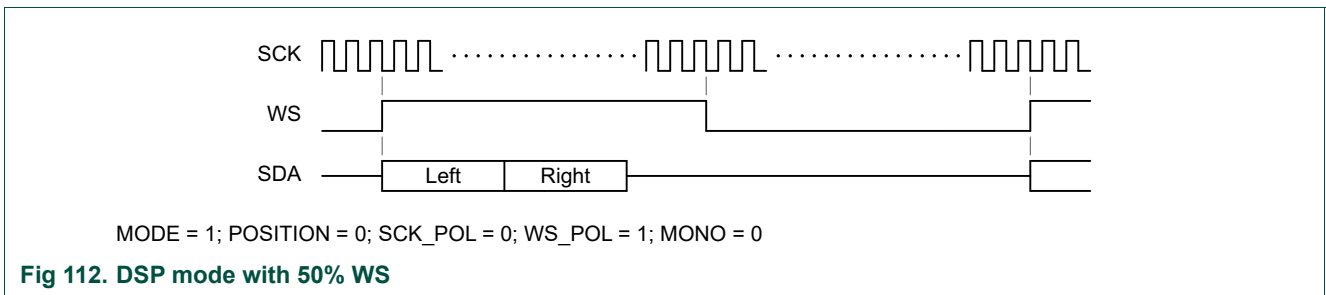 SCK
WS
SDA Left Right
MODE = 1; POSITION = 0; SCK_POL = 0; WS_POL = 1; MONO = 0
Fig 112. DSP mode with 50% WS